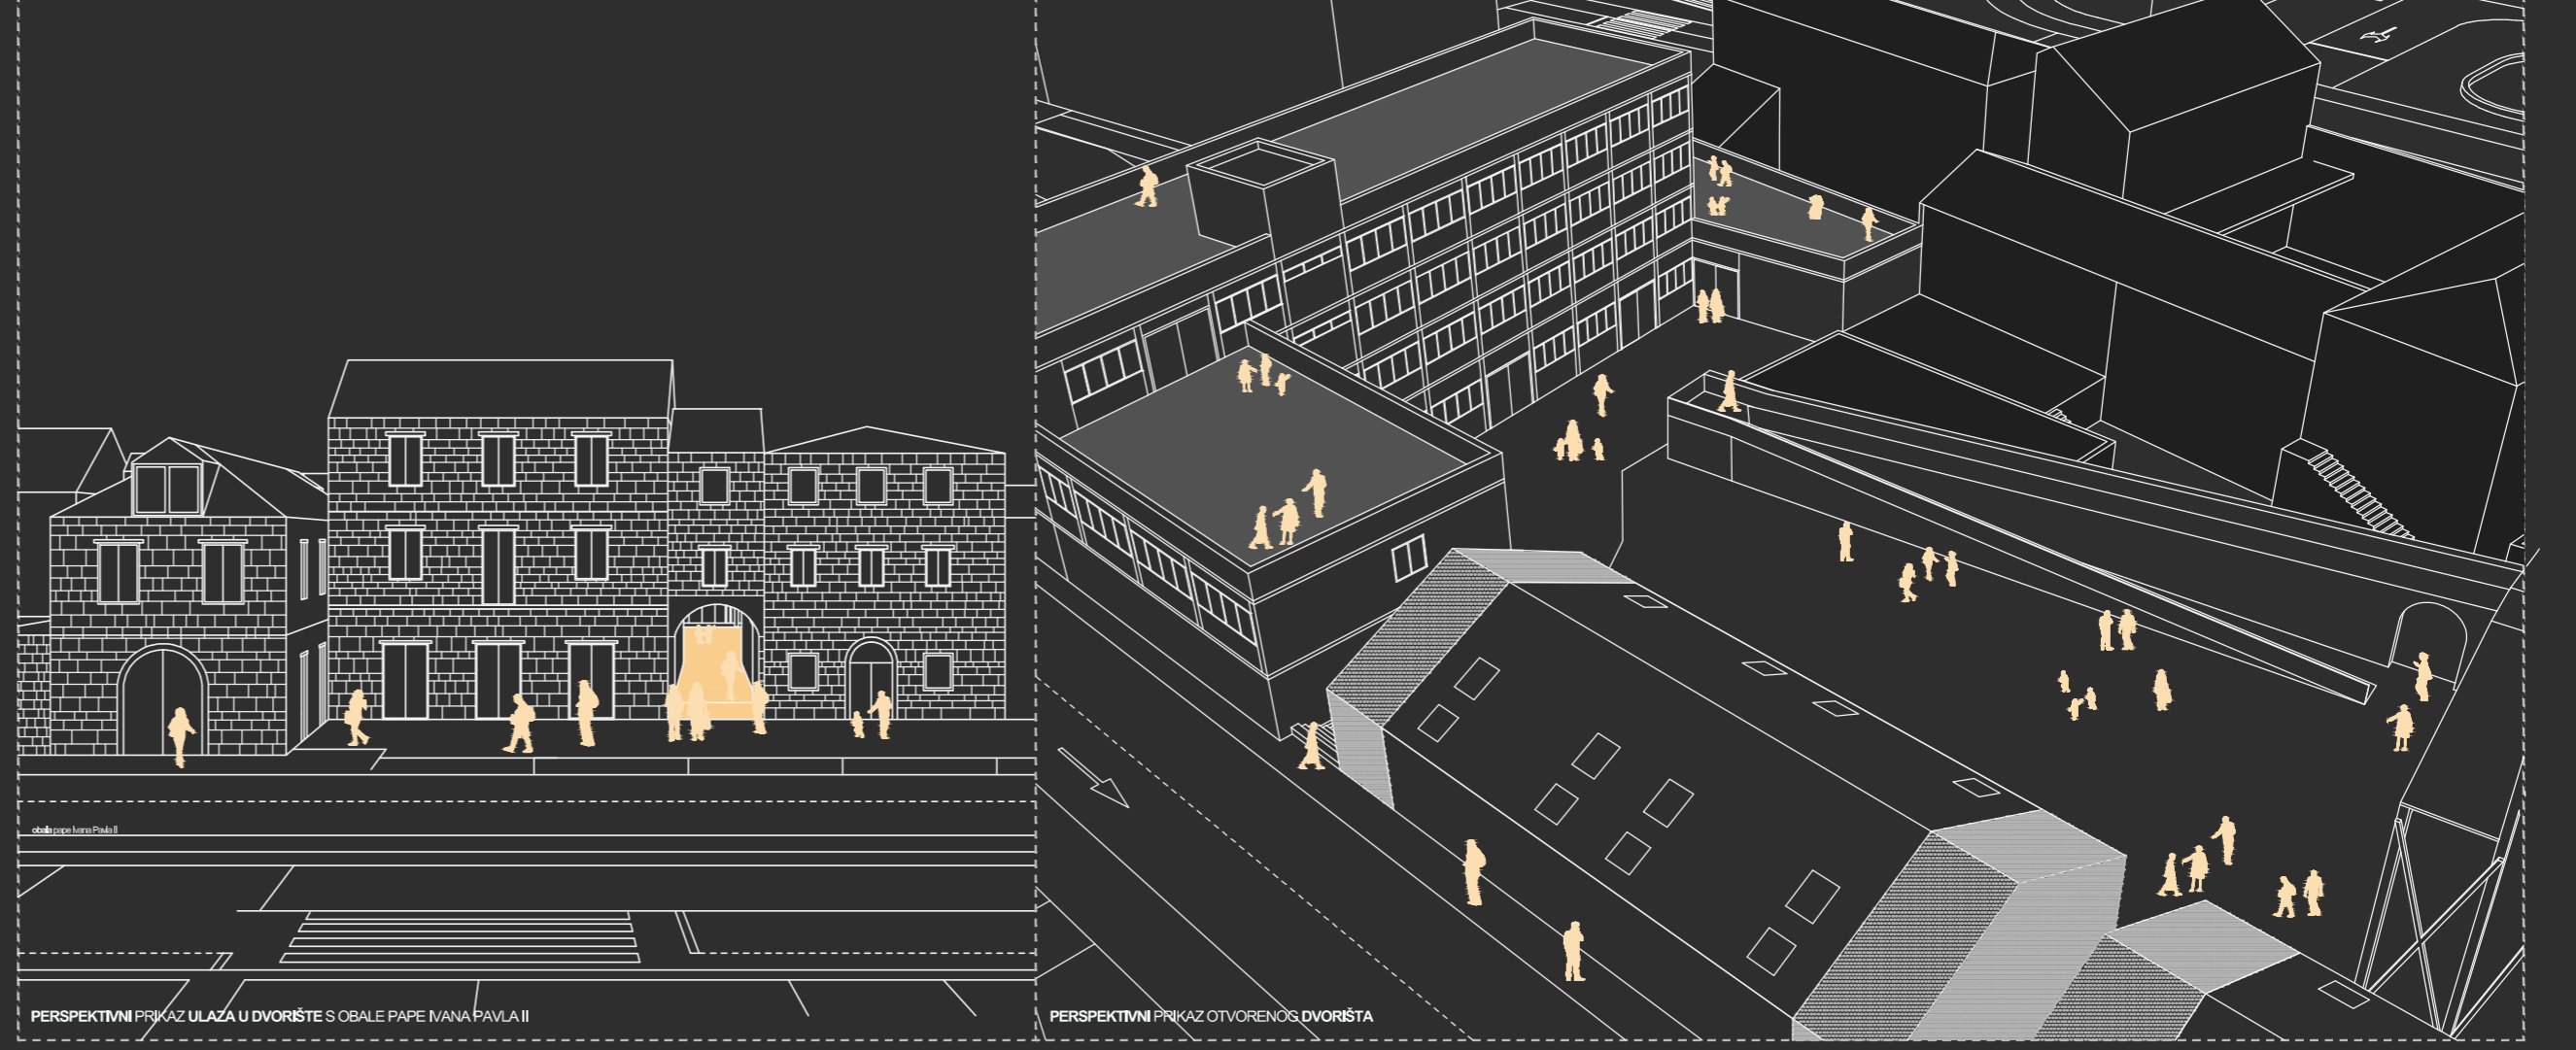 obala pape Ivana Pavla II
PERSPEKTIVNI PRIKAZ ULAZA U DVORIŠTE S OBALE PAPE IVANA PAVLA II
PERSPEKTIVNI PRIKAZ OTVORENOG DVORIŠTA